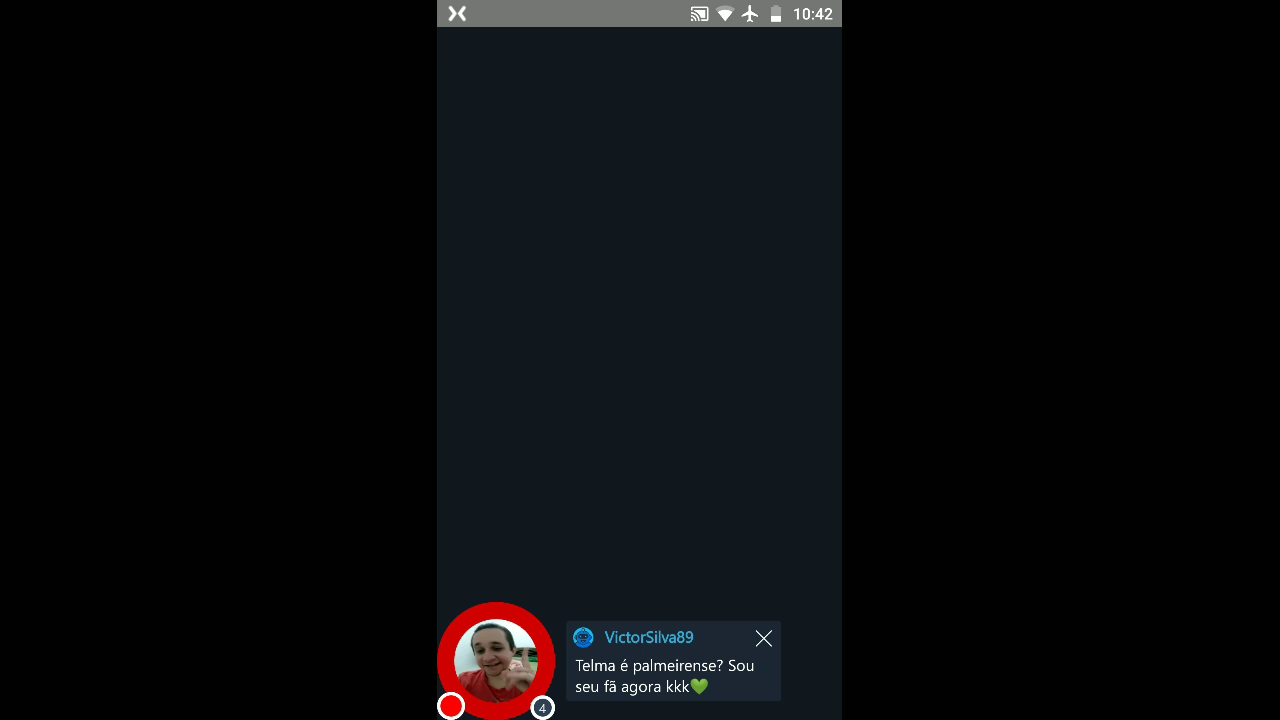 10:42
VictorSilva89
Telma é palmeirense? Sou
seu fã agora kkk💚
4